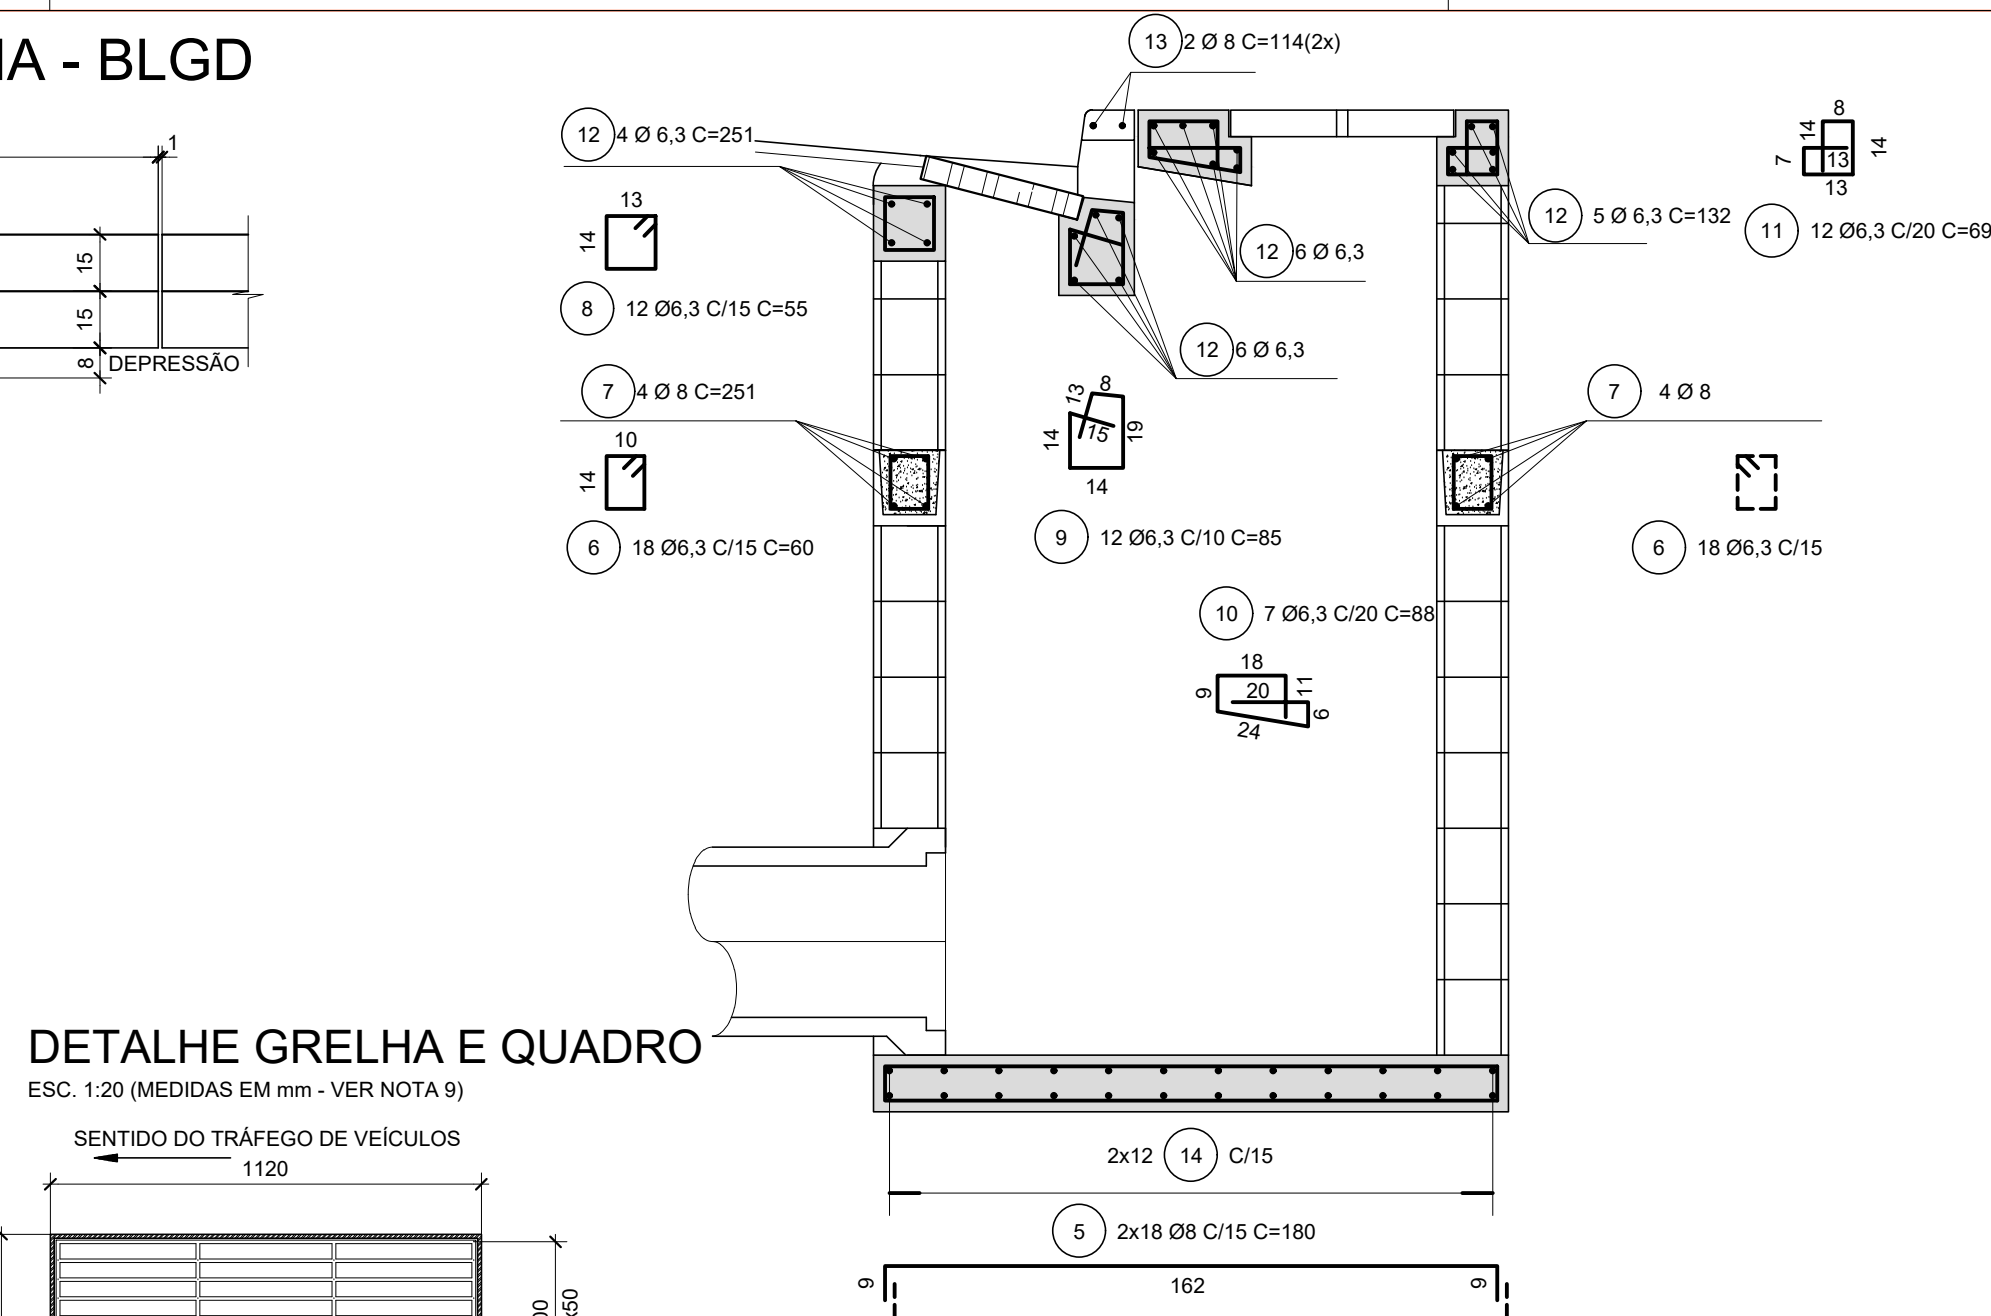 IA - BLGD
1
15
15
8
DEPRESSÃO
13 2 Ø 8 C=114(2x)
12 4 Ø 6,3 C=251
13
14
8 12 Ø6,3 C/15 C=55
7 4 Ø 8 C=251
10
14
6 18 Ø6,3 C/15 C=60
12 6 Ø 6,3
12 6 Ø 6,3
12 5 Ø 6,3 C=132
8
14
14
7
13
13
11 12 Ø6,3 C/20 C=69
13
8
14
15
19
14
9 12 Ø6,3 C/10 C=85
7 4 Ø 8
6 18 Ø6,3 C/15
10 7 Ø6,3 C/20 C=88
18
9
20
11
6
24
DETALHE GRELHA E QUADRO
ESC. 1:20 (MEDIDAS EM mm - VER NOTA 9)
SENTIDO DO TRÁFEGO DE VEÍCULOS
1120
2x12 14 C/15
5 2x18 Ø8 C/15 C=180
9
162
9
00
x50